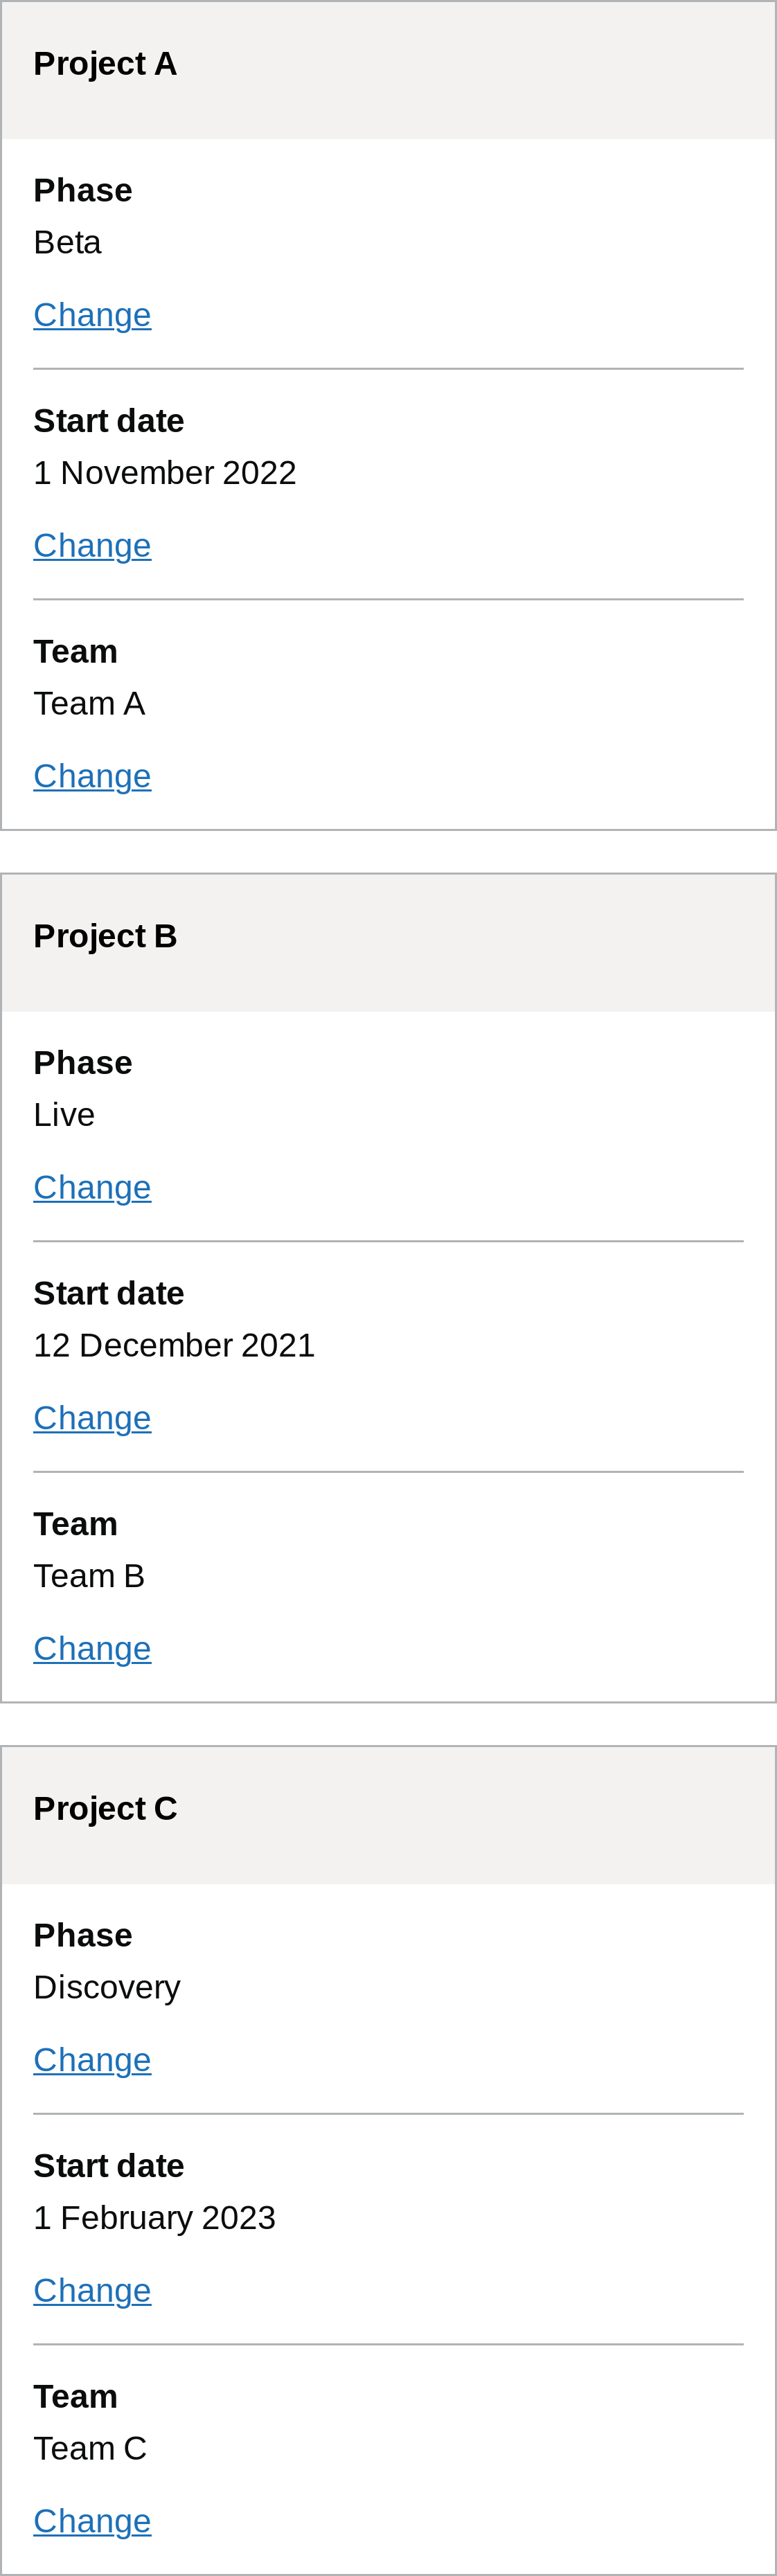 Project A
Phase
Beta
Change
Start date
1 November 2022
Change
Team
Team A
Change
Project B
Phase
Live
Change
Start date
12 December 2021
Change
Team
Team B
Change
Project C
Phase
Discovery
Change
Start date
1 February 2023
Change
Team
Team C
Change